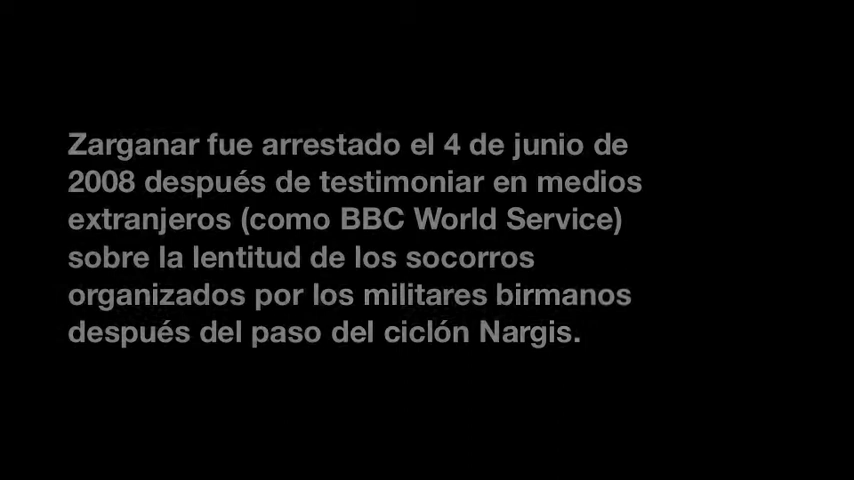 Zarganar fue arrestado el 4 de junio de
2008 después de testimoniar en medios
extranjeros (como BBC World Service)
sobre la lentitud de los socorros
organizados por los militares birmanos
después del paso del ciclón Nargis.